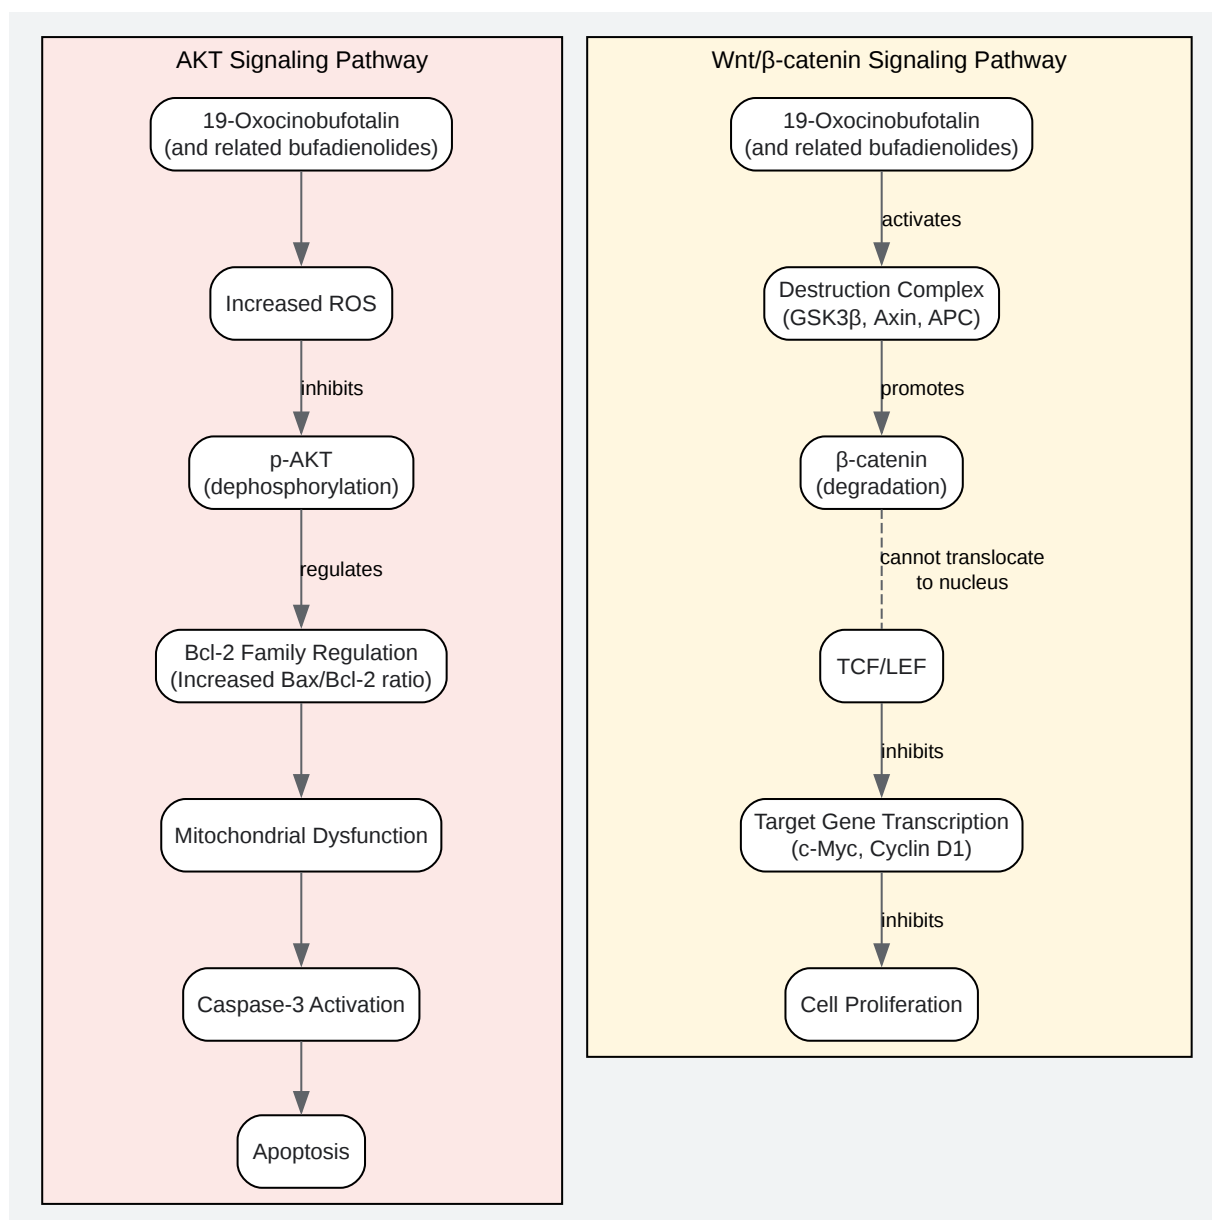 AKT Signaling Pathway
19-Oxocinobufotalin
(and related bufadienolides)
Increased ROS
inhibits
p-AKT
(dephosphorylation)
regulates
Bcl-2 Family Regulation
(Increased Bax/Bcl-2 ratio)
Mitochondrial Dysfunction
Caspase-3 Activation
Apoptosis
Wnt/β-catenin Signaling Pathway
19-Oxocinobufotalin
(and related bufadienolides)
activates
Destruction Complex
(GSK3β, Axin, APC)
promotes
β-catenin
(degradation)
cannot translocate
to nucleus
TCF/LEF
inhibits
Target Gene Transcription
(c-Myc, Cyclin D1)
inhibits
Cell Proliferation